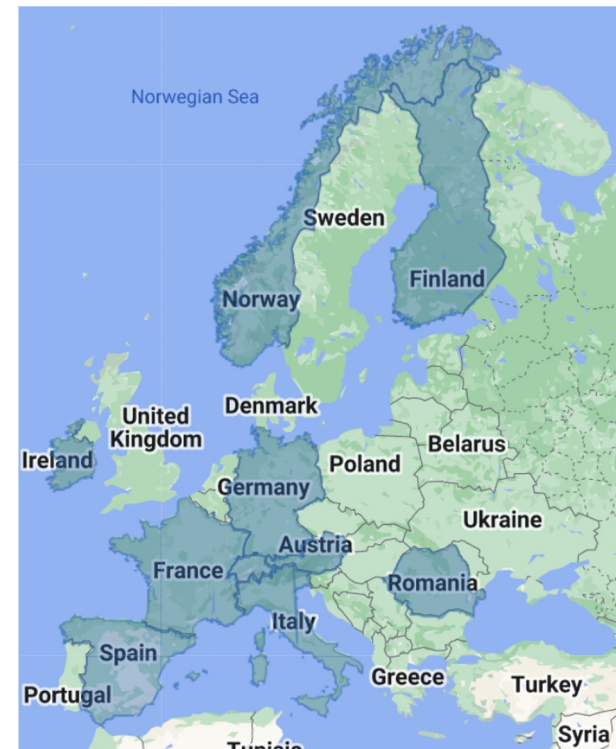 Norwegian Sea
Sweden
Finland
Norway
Denmark
United
Kingdom
Ireland
Belarus
Poland
Germany
Ukraine
Austria
France
Romania
Italy
Spain
Greece
Turkey
Portugal
Tunisia
Syria